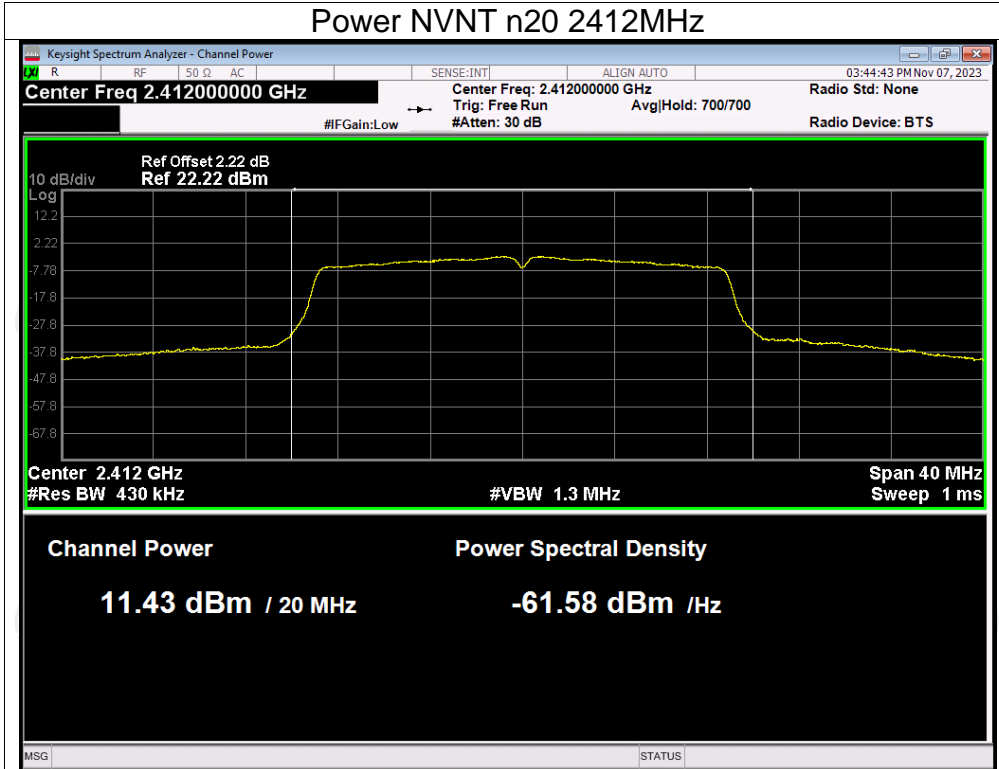 Power NVNT n20 2412MHz
Keysight Spectrum Analyzer - Channel Power
LXI R RF 50 Ω AC SENSE:INT ALIGN AUTO 03:44:43 PM Nov 07, 2023
Center Freq 2.412000000 GHz Center Freq: 2.412000000 GHz Radio Std: None
Trig: Free Run Avg|Hold: 700/700
#IFGain:Low #Atten: 30 dB Radio Device: BTS
Ref Offset 2.22 dB
10 dB/div Ref 22.22 dBm
Log
12.2
2.22
-7.78
-17.8
-27.8
-37.8
-47.8
-57.8
-67.8
Center 2.412 GHz Span 40 MHz
#Res BW 430 kHz #VBW 1.3 MHz Sweep 1 ms
Channel Power Power Spectral Density
11.43 dBm / 20 MHz -61.58 dBm /Hz
MSG STATUS